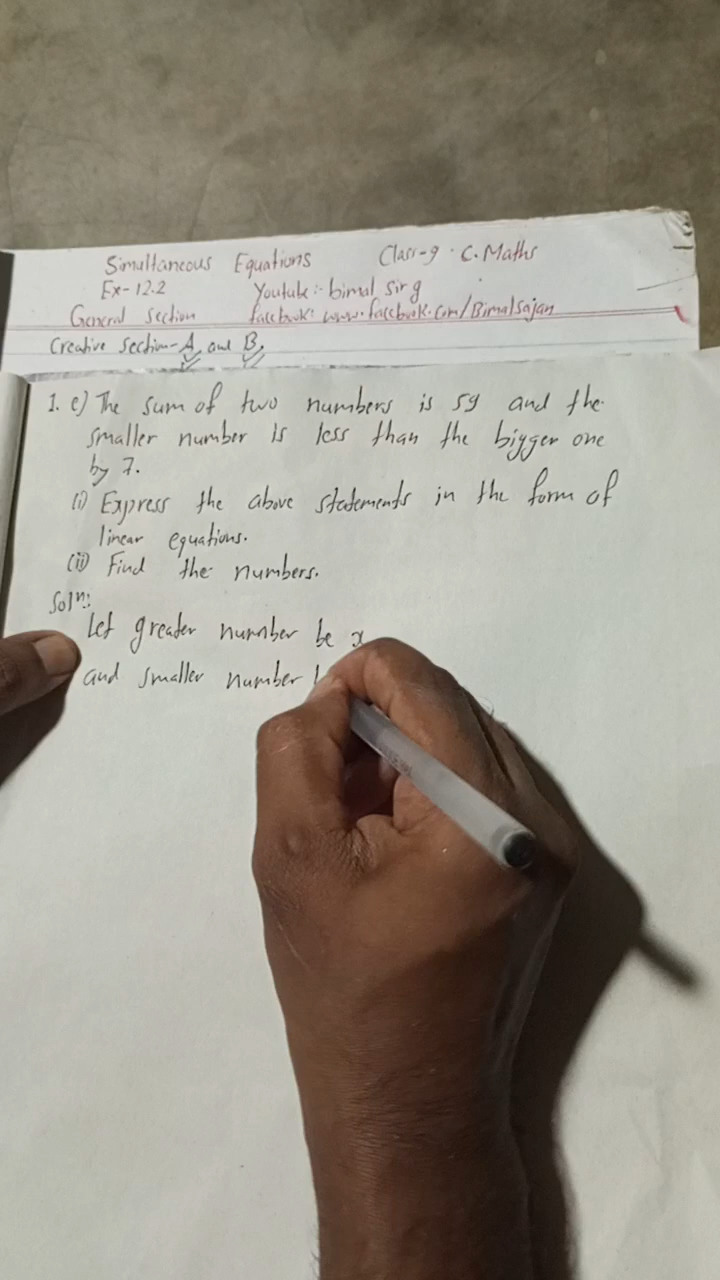 Simultaneous Equations Class-9. C. Maths
Ex-12.2 Youtube:- bimal sir g
General Section facebook: www.facebook.com/BimalSajan
Creative Section-A and B.
1. e) The sum of two numbers is 59 and the
smaller number is less than the bigger one
by 7.
(i) Express the above statements in the form of
linear equations.
(ii) Find the numbers.
Soln:
Let greater number be x
and smaller number